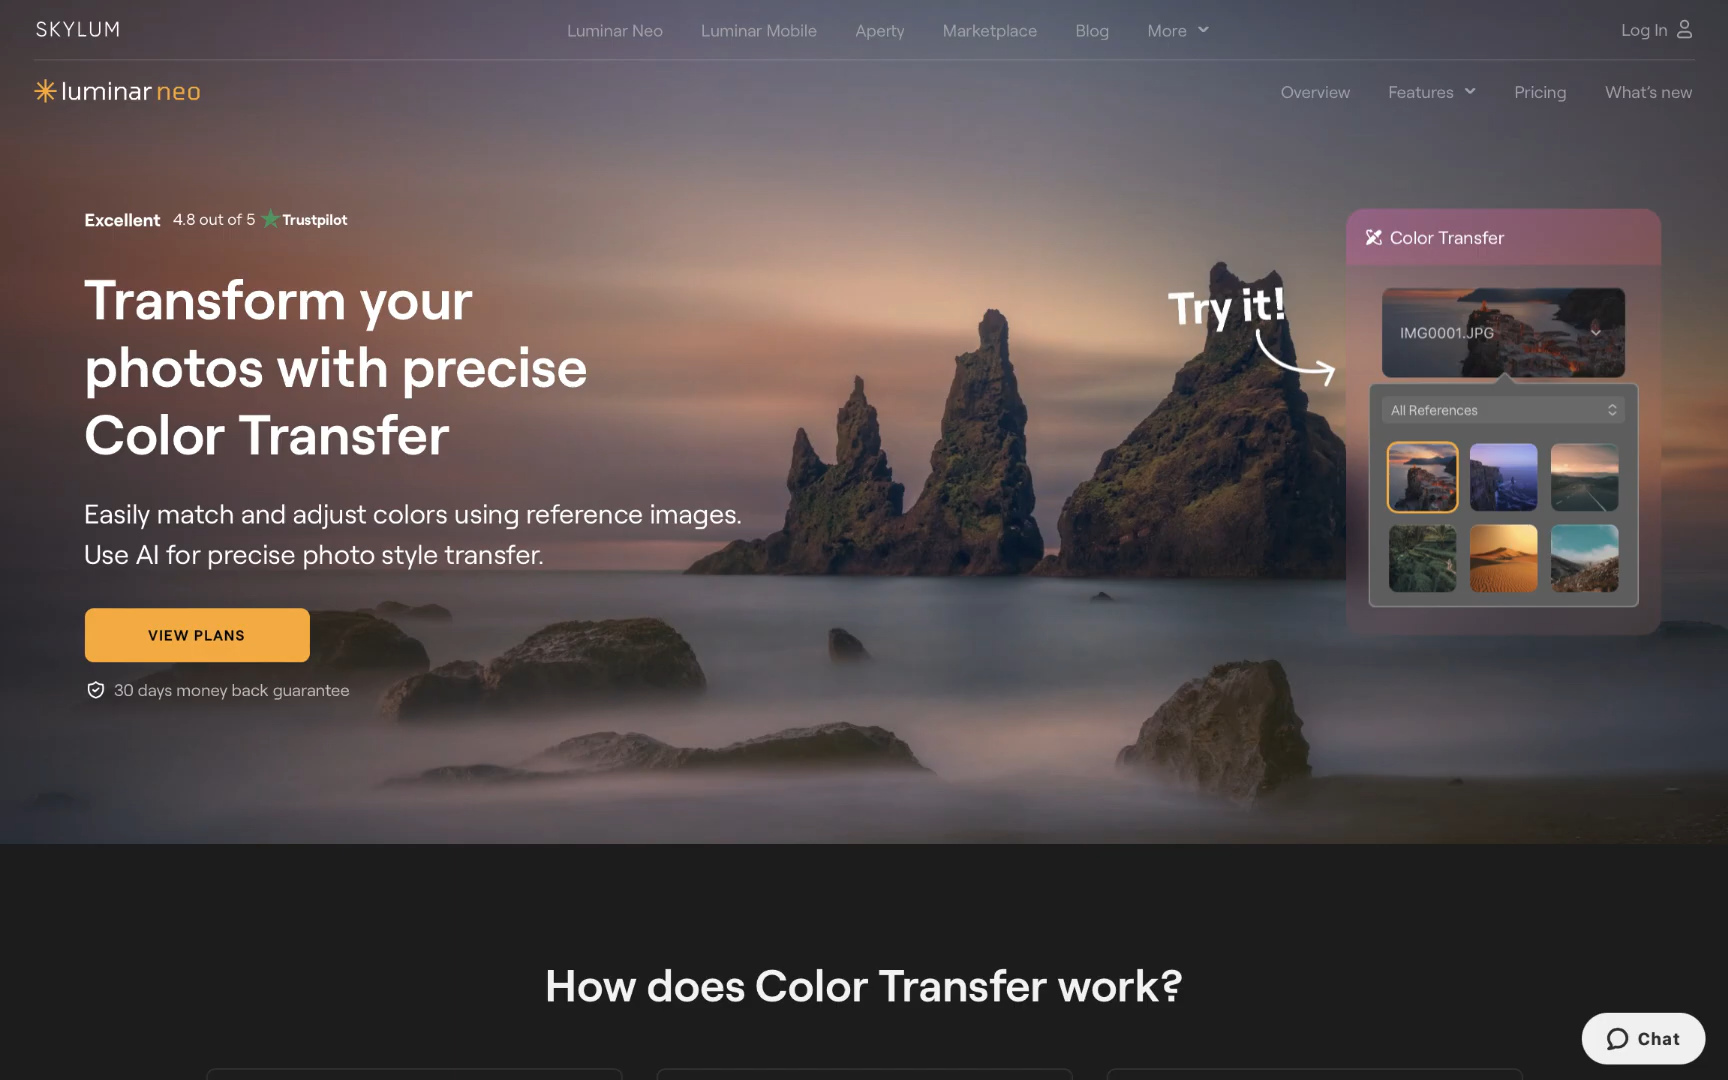 SKYLUM
Luminar Neo
Luminar Mobile
Aperty
Marketplace
Blog
More
Log In
luminar neo
Overview
Features
Pricing
What's new
Excellent 4.8 out of 5 Trustpilot
Transform your
photos with precise
Color Transfer
Easily match and adjust colors using reference images.
Use AI for precise photo style transfer.
VIEW PLANS
30 days money back guarantee
Try it!
Color Transfer
IMG0001.JPG
All References
How does Color Transfer work?
Chat